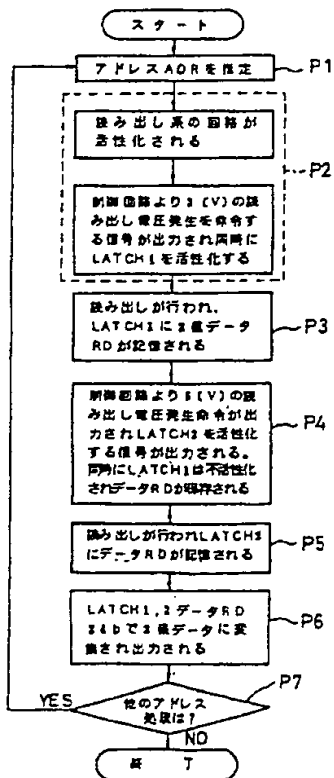 スタート
アドレスADRを指定
P1
読み出し系の回路が
活性化される
P2
制御回路より3(V)の読
み出し電圧発生を命令す
る信号が出力され同時に
LATCH1を活性化する
読み出しが行われ、
LATCH1に2値データ
RDが記憶される
P3
制御回路より5(V)の読
み出し電圧発生命令が出
力されLATCH2を活性化
する信号が出力される。
同時にLATCH1は不活性化
されデータRDが保存される
P4
読み出しが行われLATCH2
にデータRDが記憶される
P5
LATCH1,2データRD
で 値データに変
換され出力される
P6
P7
YES
他のアドレス
処理は?
NO
終 了